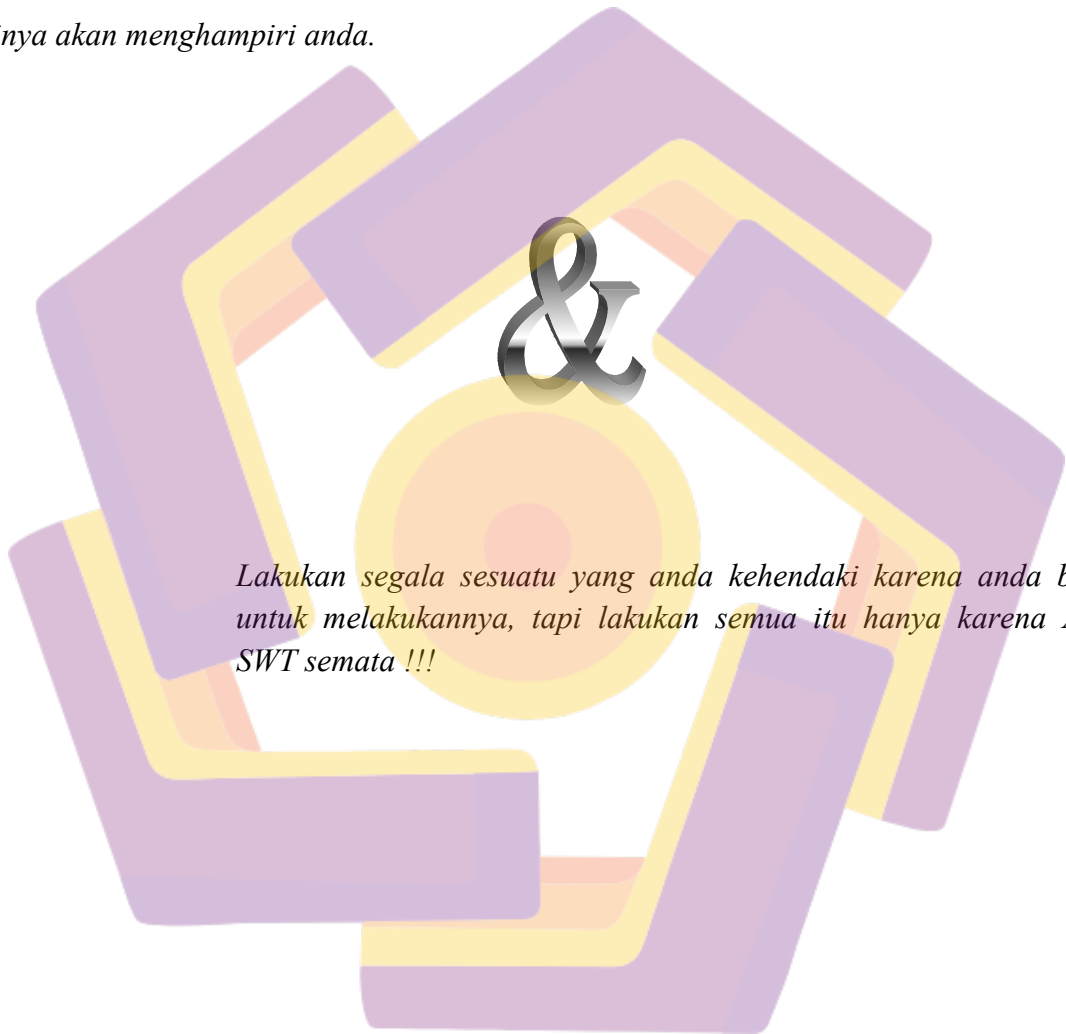 nya akan menghampiri anda.
&
Lakukan segala sesuatu yang anda kehendaki karena anda b
untuk melakukannya, tapi lakukan semua itu hanya karena
SWT semata !!!